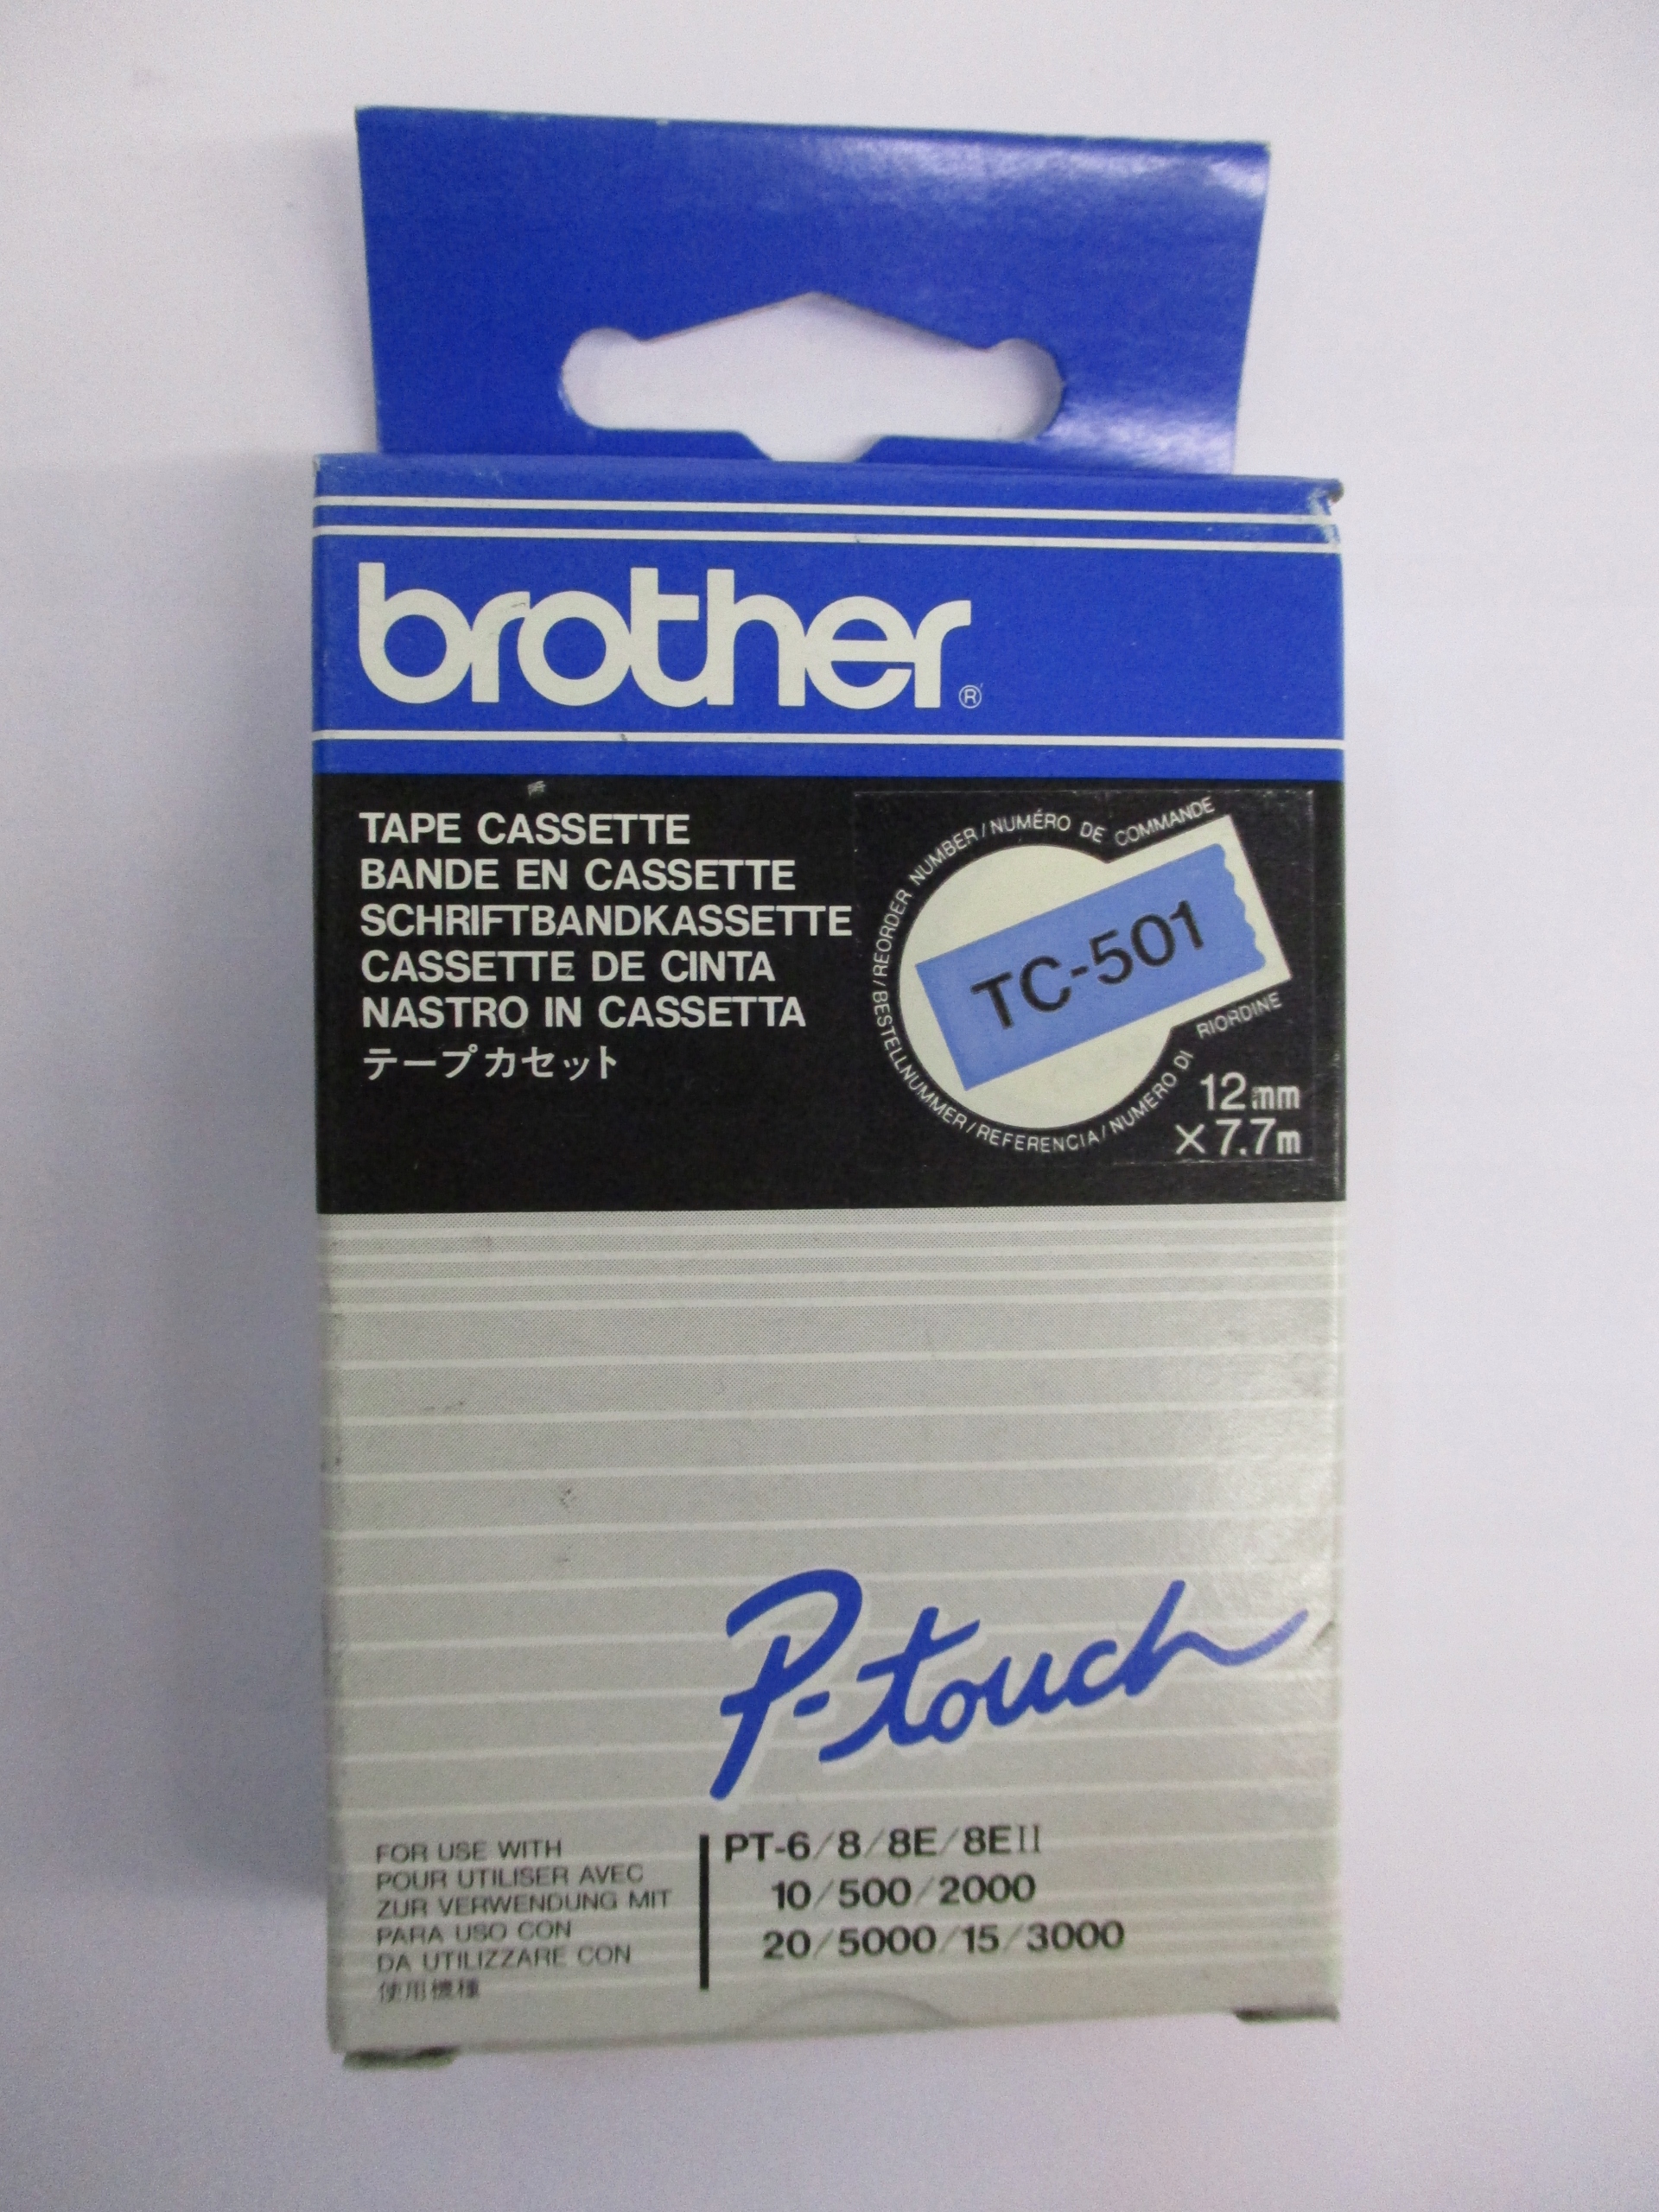 brother®
TAPE CASSETTE
BANDE EN CASSETTE
SCHRIFTBANDKASSETTE
CASSETTE DE CINTA
NASTRO IN CASSETTA
テープカセット
BESTELLNUMMER/REFERENCIA/NUMERO DI RIORDINE
/REORDER NUMBER/NUMÉRO DE COMMANDE
TC-501
12mm
×7.7m
P-touch
FOR USE WITH
POUR UTILISER AVEC
ZUR VERWENDUNG MIT
PARA USO CON
DA UTILIZZARE CON
使用機種
PT-6/8/8E/8EII
10/500/2000
20/5000/15/3000